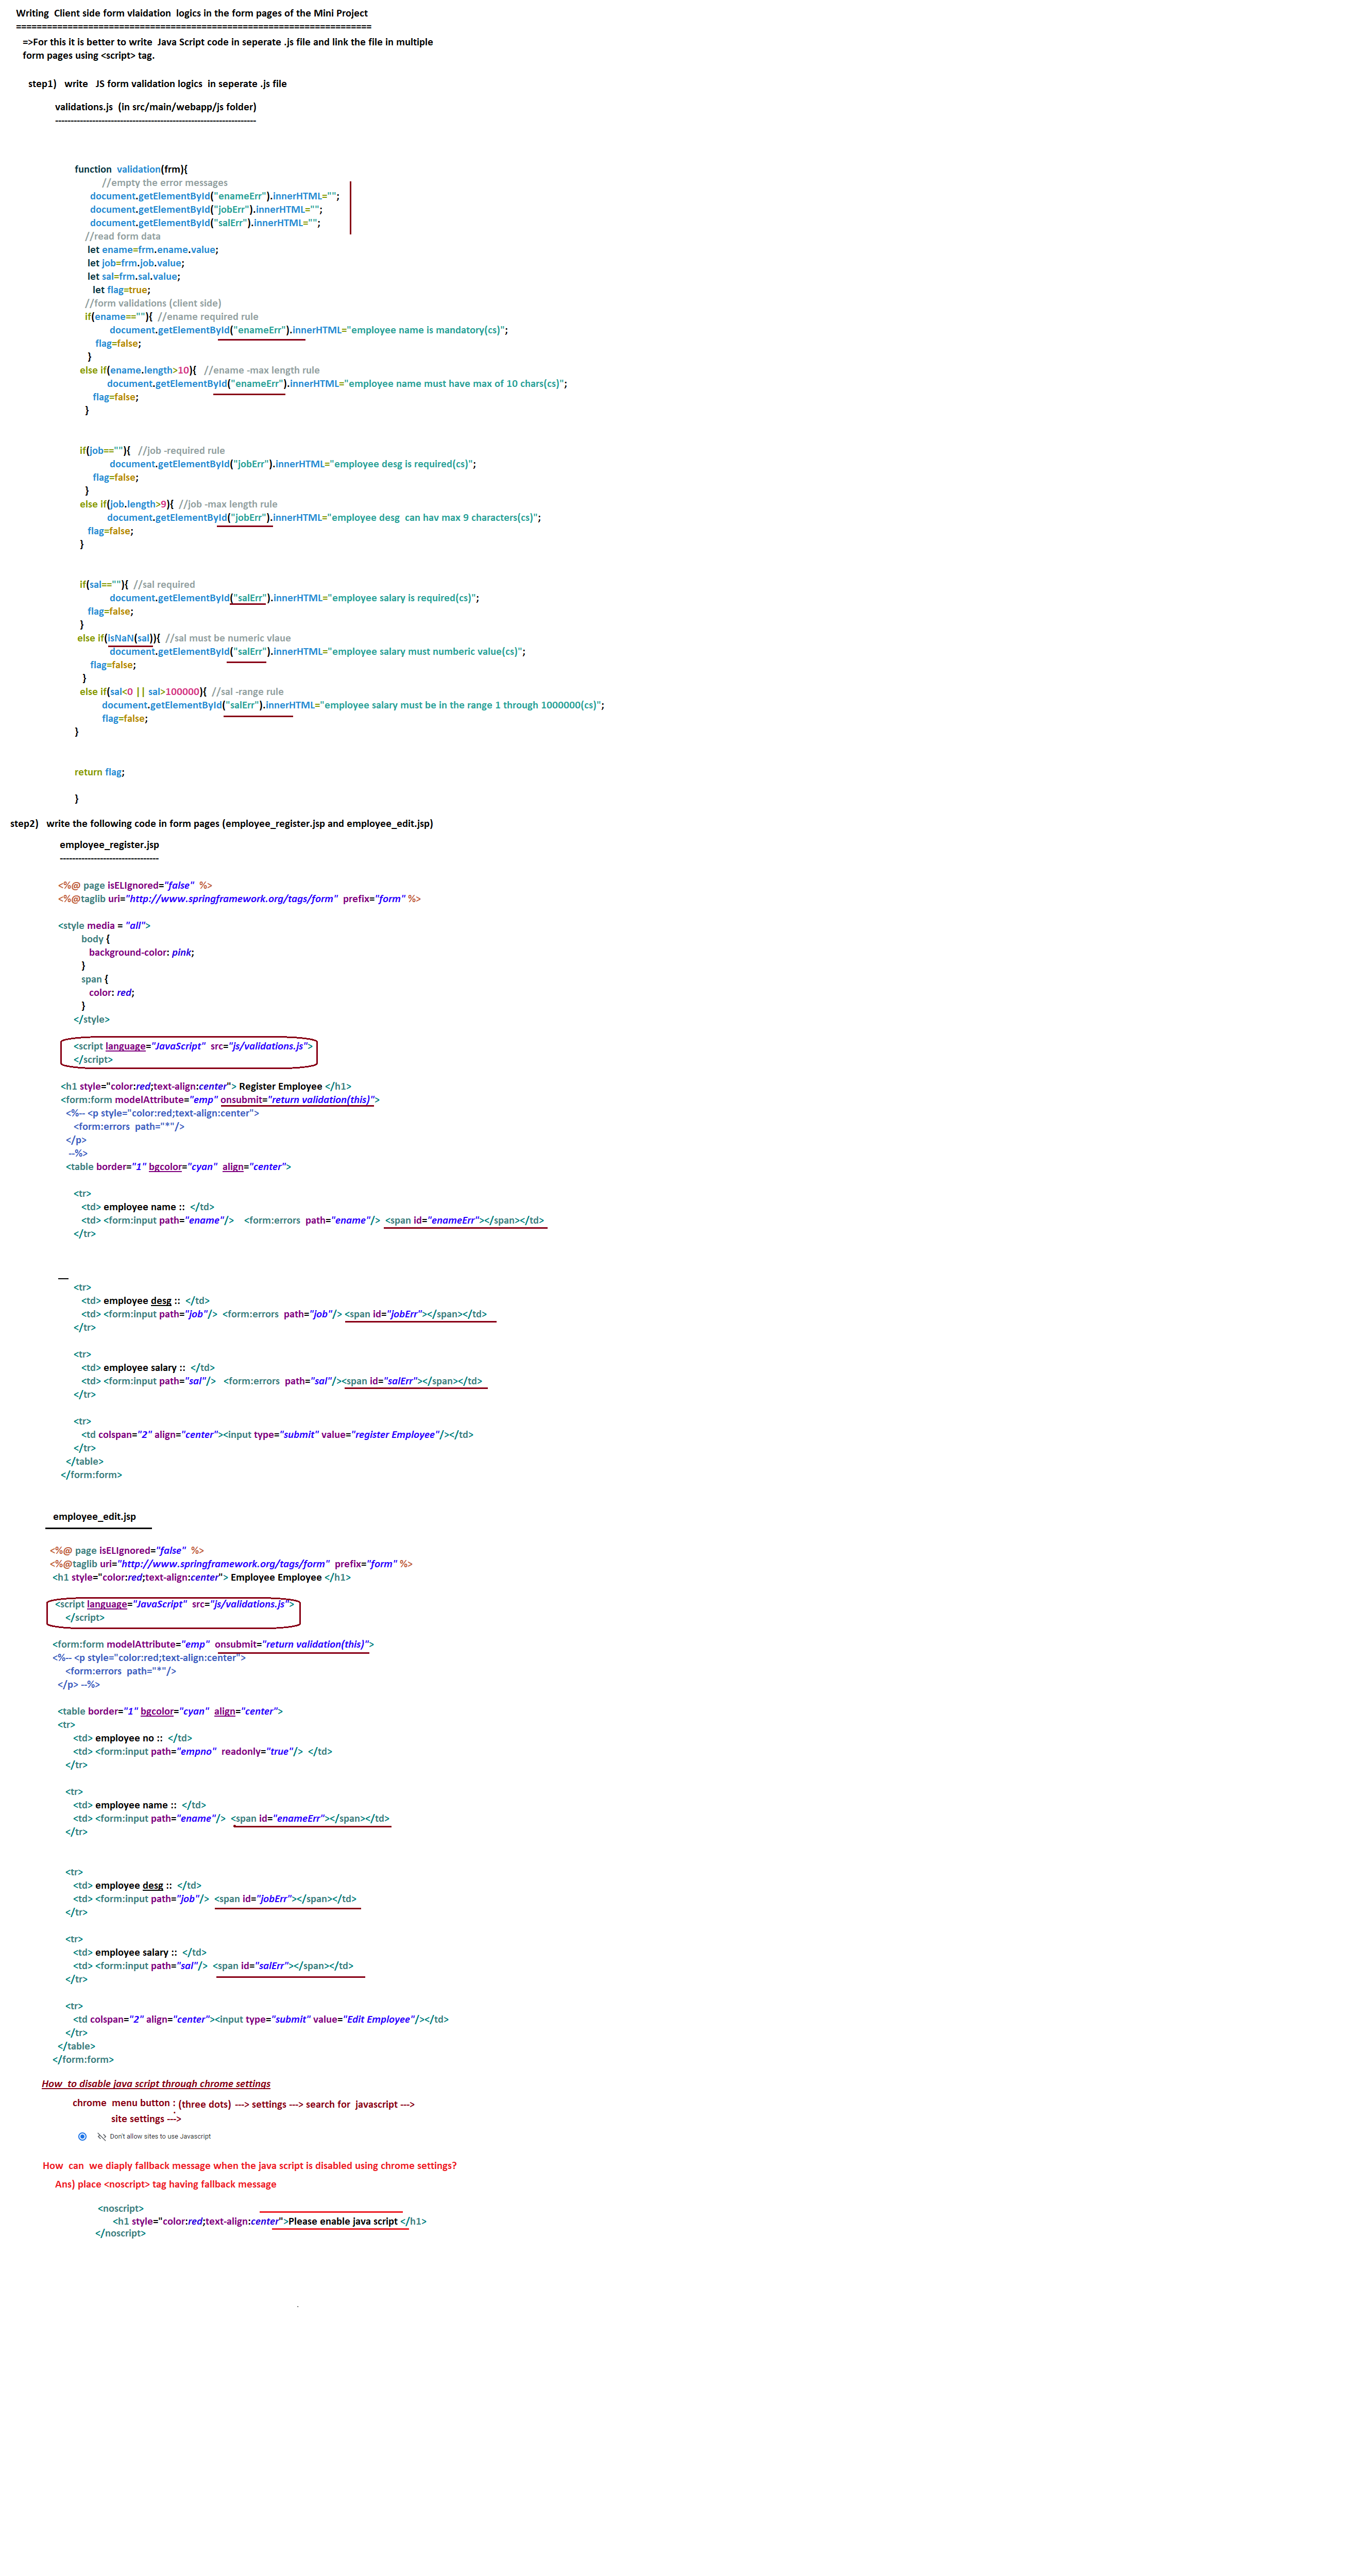 Writing Client side form vlaidation logics in the form pages of the Mini Project
=====================================================================
=>For this it is better to write Java Script code in seperate .js file and link the file in multiple
form pages using <script> tag.
step1) write JS form validation logics in seperate .js file
validations.js (in src/main/webapp/js folder)
-----------------------------------------------------------------
function validation(frm){
//empty the error messages
document.getElementById("enameErr").innerHTML="";
document.getElementById("jobErr").innerHTML="";
document.getElementById("salErr").innerHTML="";
//read form data
let ename=frm.ename.value;
let job=frm.job.value;
let sal=frm.sal.value;
let flag=true;
//form validations (client side)
if(ename==""){ //ename required rule
document.getElementById("enameErr").innerHTML="employee name is mandatory(cs)";
flag=false;
}
else if(ename.length>10){ //ename -max length rule
document.getElementById("enameErr").innerHTML="employee name must have max of 10 chars(cs)";
flag=false;
}
if(job==""){ //job -required rule
document.getElementById("jobErr").innerHTML="employee desg is required(cs)";
flag=false;
}
else if(job.length>9){ //job -max length rule
document.getElementById("jobErr").innerHTML="employee desg can hav max 9 characters(cs)";
flag=false;
}
if(sal==""){ //sal required
document.getElementById("salErr").innerHTML="employee salary is required(cs)";
flag=false;
}
else if(isNaN(sal)){ //sal must be numeric vlaue
document.getElementById("salErr").innerHTML="employee salary must numberic value(cs)";
flag=false;
}
else if(sal<0 || sal>100000){ //sal -range rule
document.getElementById("salErr").innerHTML="employee salary must be in the range 1 through 1000000(cs)";
flag=false;
}
return flag;
}
step2) write the following code in form pages (employee_register.jsp and employee_edit.jsp)
employee_register.jsp
--------------------------------
<%@ page isELIgnored="false" %>
<%@taglib uri="http://www.springframework.org/tags/form" prefix="form" %>
<style media = "all">
body {
background-color: pink;
}
span {
color: red;
}
</style>
<script language="JavaScript" src="js/validations.js">
</script>
<h1 style="color:red;text-align:center"> Register Employee </h1>
<form:form modelAttribute="emp" onsubmit="return validation(this)">
<%-- <p style="color:red;text-align:center">
<form:errors path="*"/>
</p>
--%>
<table border="1" bgcolor="cyan" align="center">
<tr>
<td> employee name :: </td>
<td> <form:input path="ename"/> <form:errors path="ename"/> <span id="enameErr"></span></td>
</tr>
<tr>
<td> employee desg :: </td>
<td> <form:input path="job"/> <form:errors path="job"/> <span id="jobErr"></span></td>
</tr>
<tr>
<td> employee salary :: </td>
<td> <form:input path="sal"/> <form:errors path="sal"/><span id="salErr"></span></td>
</tr>
<tr>
<td colspan="2" align="center"><input type="submit" value="register Employee"/></td>
</tr>
</table>
</form:form>
employee_edit.jsp
<%@ page isELIgnored="false" %>
<%@taglib uri="http://www.springframework.org/tags/form" prefix="form" %>
<h1 style="color:red;text-align:center"> Employee Employee </h1>
<script language="JavaScript" src="js/validations.js">
</script>
<form:form modelAttribute="emp" onsubmit="return validation(this)">
<%-- <p style="color:red;text-align:center">
<form:errors path="*"/>
</p> --%>
<table border="1" bgcolor="cyan" align="center">
<tr>
<td> employee no :: </td>
<td> <form:input path="empno" readonly="true"/> </td>
</tr>
<tr>
<td> employee name :: </td>
<td> <form:input path="ename"/> <span id="enameErr"></span></td>
</tr>
<tr>
<td> employee desg :: </td>
<td> <form:input path="job"/> <span id="jobErr"></span></td>
</tr>
<tr>
<td> employee salary :: </td>
<td> <form:input path="sal"/> <span id="salErr"></span></td>
</tr>
<tr>
<td colspan="2" align="center"><input type="submit" value="Edit Employee"/></td>
</tr>
</table>
</form:form>
How to disable java script through chrome settings
chrome menu button : (three dots) ---> settings ---> search for javascript --->
site settings --->
Don't allow sites to use Javascript
How can we diaply fallback message when the java script is disabled using chrome settings?
Ans) place <noscript> tag having fallback message
<noscript>
<h1 style="color:red;text-align:center">Please enable java script </h1>
</noscript>